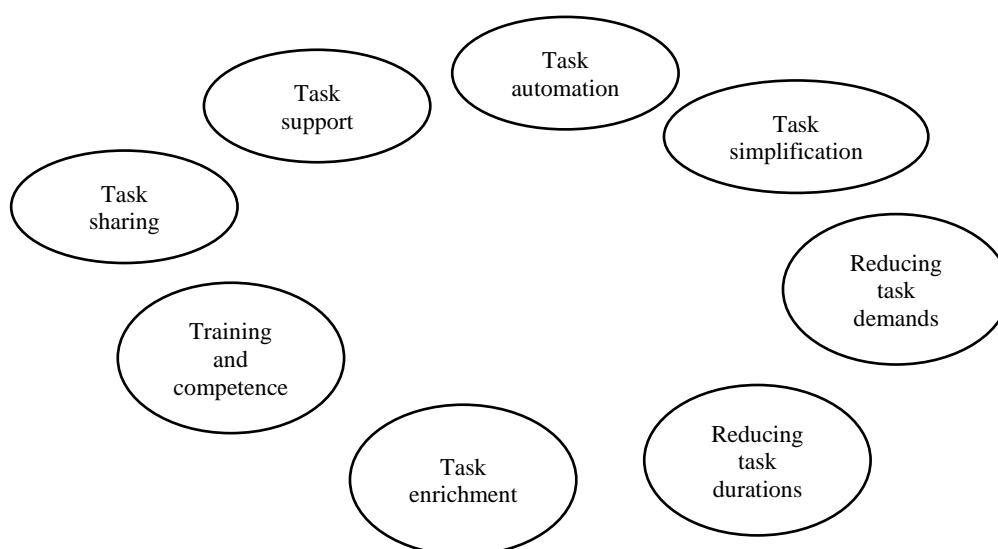 Task
automation
Task
support
Task
simplification
Task
sharing
Reducing
task
demands
Training
and
competence
Reducing
task
durations
Task
enrichment